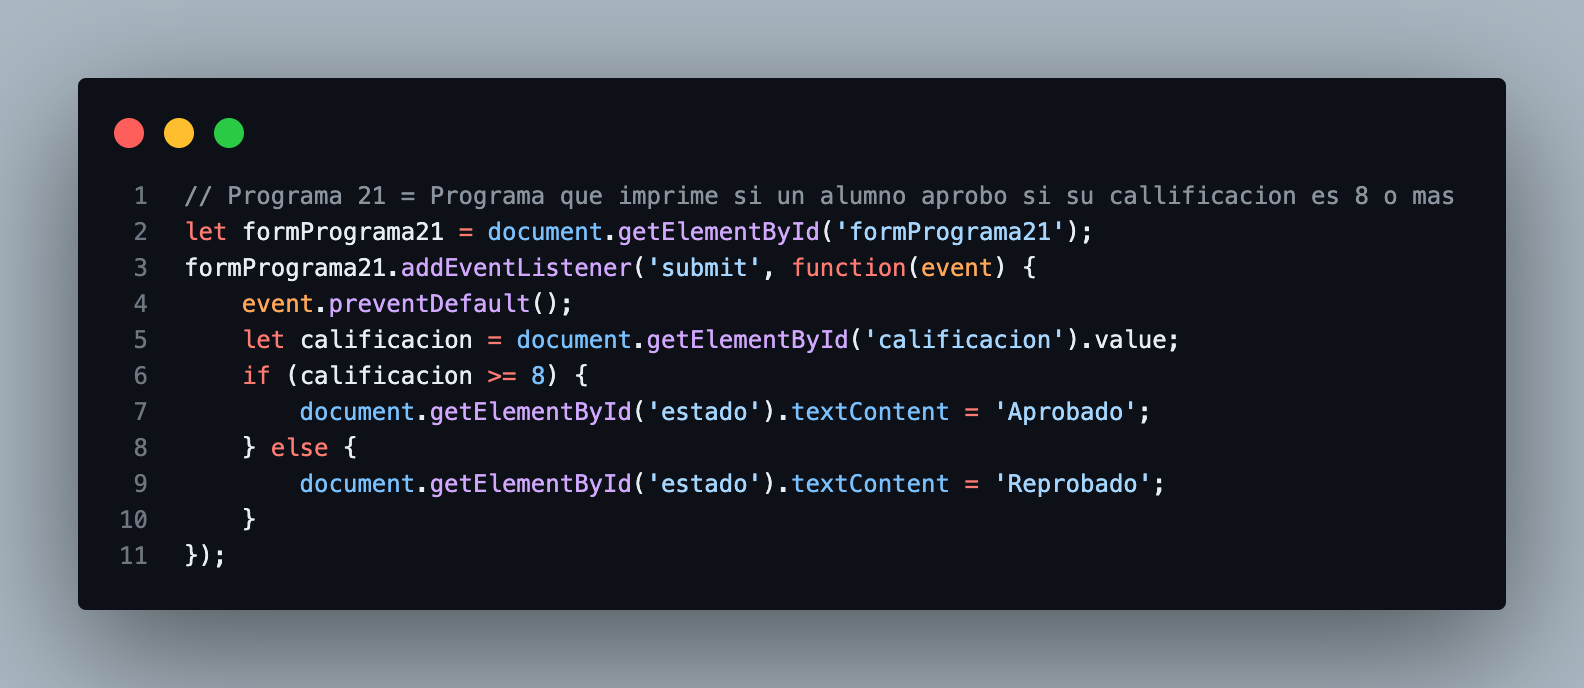 1 // Programa 21 = Programa que imprime si un alumno aprobo si su callificacion es 8 o mas
2 let formPrograma21 = document.getElementById('formPrograma21');
3 formPrograma21.addEventListener('submit', function(event) {
4     event.preventDefault();
5     let calificacion = document.getElementById('calificacion').value;
6     if (calificacion >= 8) {
7         document.getElementById('estado').textContent = 'Aprobado';
8     } else {
9         document.getElementById('estado').textContent = 'Reprobado';
10     }
11 });